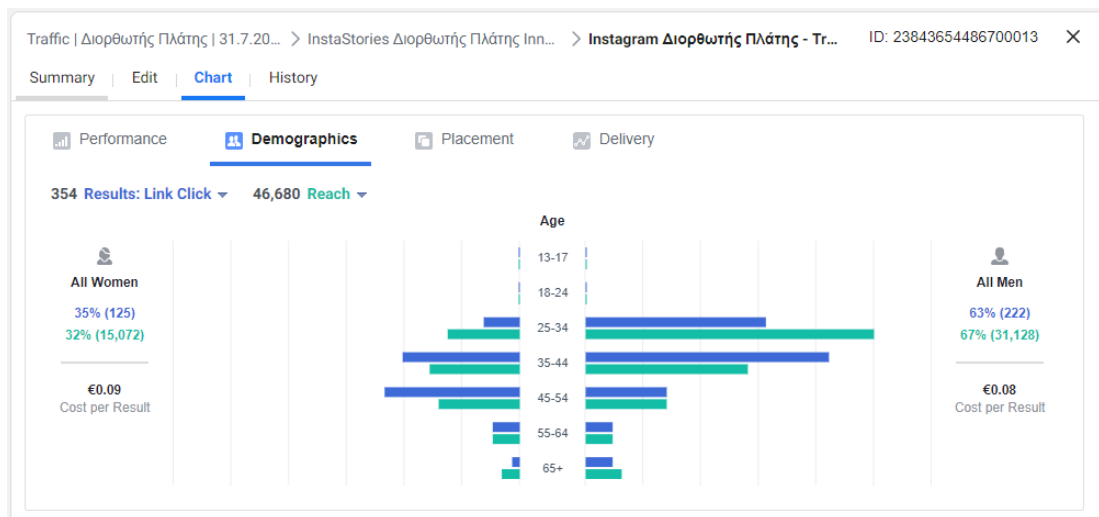 Traffic | Διορθωτής Πλάτης | 31.7.20... > InstaStories Διορθωτής Πλάτης Inn... > Instagram Διορθωτής Πλάτης - Tr... ID: 23843654486700013
Summary Edit Chart History
Performance Demographics Placement Delivery
354 Results: Link Click 46,680 Reach
Age
All Women
35% (125)
32% (15,072)
€0.09
Cost per Result
13-17
18-24
25-34
35-44
45-54
55-64
65+
All Men
63% (222)
67% (31,128)
€0.08
Cost per Result